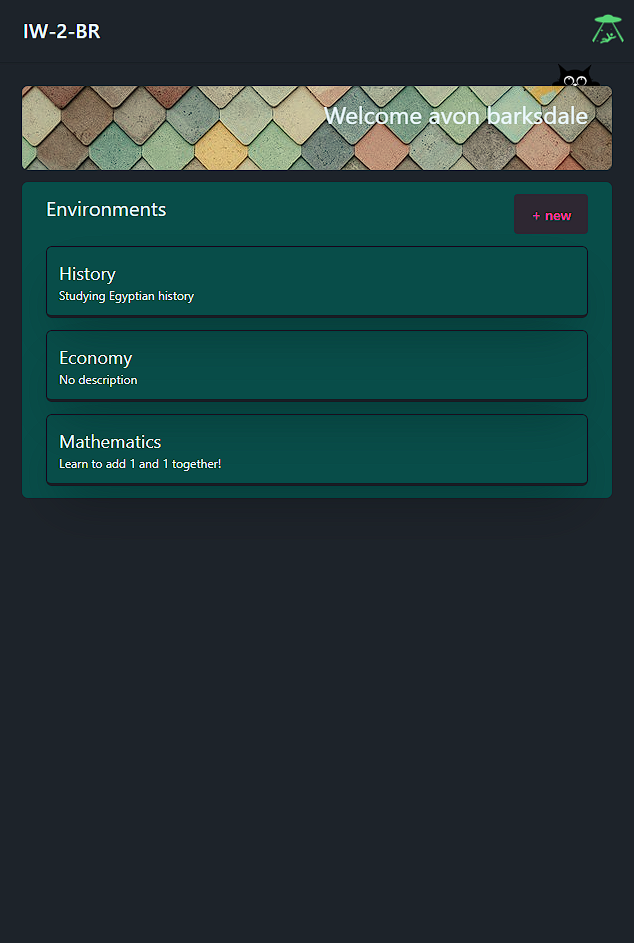 IW-2-BR
Welcome avon barksdale
Environments
+ new
History
Studying Egyptian history
Economy
No description
Mathematics
Learn to add 1 and 1 together!